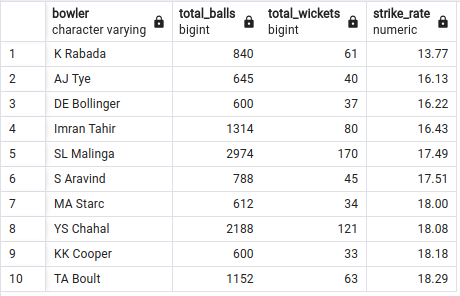 bowler total_balls total_wickets strike_rate
character varying bigint bigint numeric
1 K Rabada 840 61 13.77
2 AJ Tye 645 40 16.13
3 DE Bollinger 600 37 16.22
4 Imran Tahir 1314 80 16.43
5 SL Malinga 2974 170 17.49
6 S Aravind 788 45 17.51
7 MA Starc 612 34 18.00
8 YS Chahal 2188 121 18.08
9 KK Cooper 600 33 18.18
10 TA Boult 1152 63 18.29